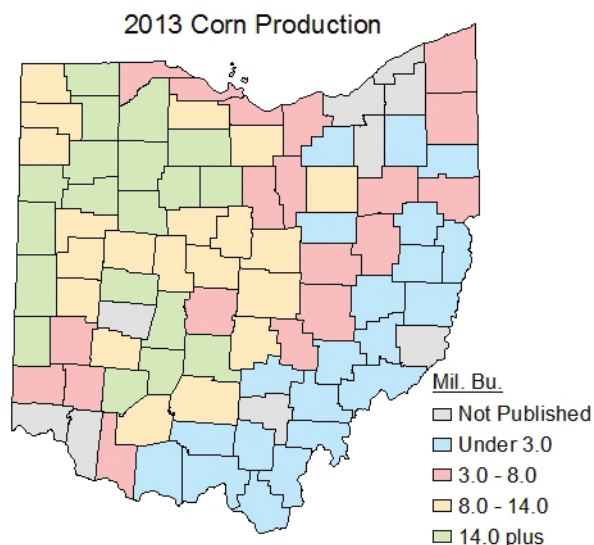 2013 Corn Production
Mil. Bu.
Not Published
Under 3.0
3.0 - 8.0
8.0 - 14.0
14.0 plus